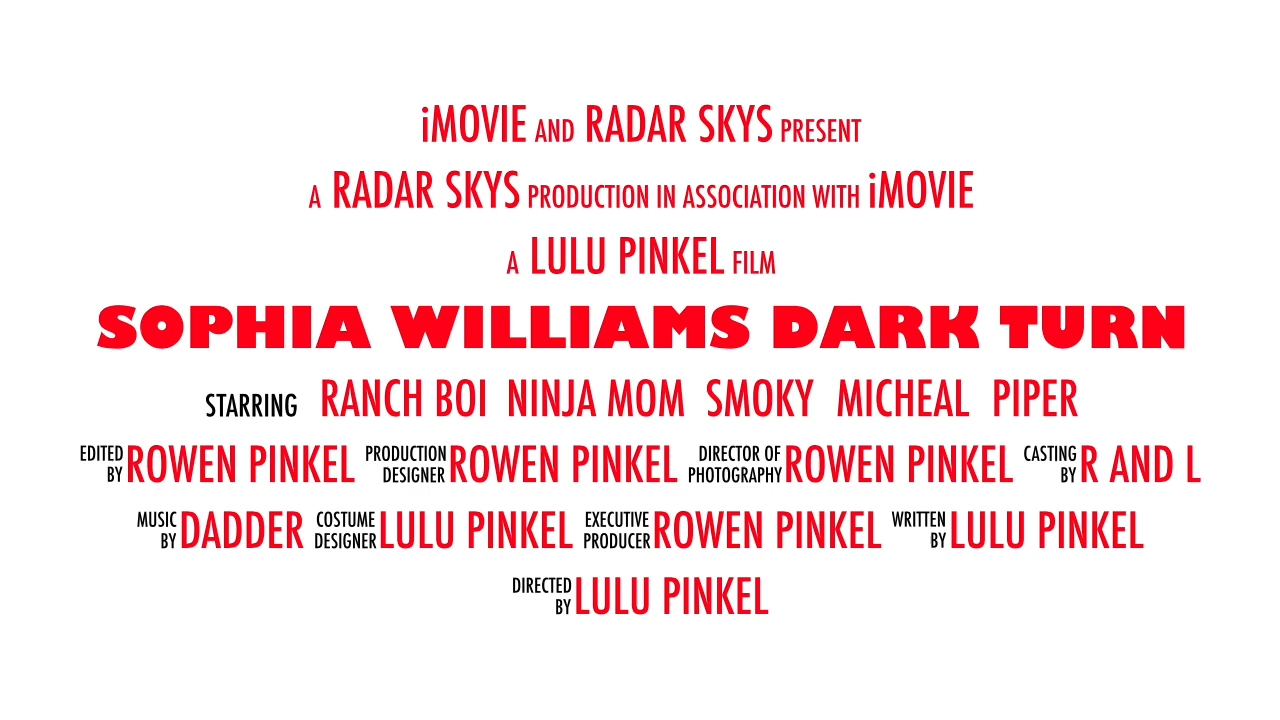 iMOVIE AND RADAR SKYS PRESENT
A RADAR SKYS PRODUCTION IN ASSOCIATION WITH iMOVIE
A LULU PINKEL FILM
SOPHIA WILLIAMS DARK TURN
STARRING RANCH BOI NINJA MOM SMOKY MICHEAL PIPER
EDITED BY ROWEN PINKEL PRODUCTION DESIGNER ROWEN PINKEL DIRECTOR OF PHOTOGRAPHY ROWEN PINKEL CASTING BY R AND L
MUSIC BY DADDER COSTUME DESIGNER LULU PINKEL EXECUTIVE PRODUCER ROWEN PINKEL WRITTEN BY LULU PINKEL
DIRECTED BY LULU PINKEL